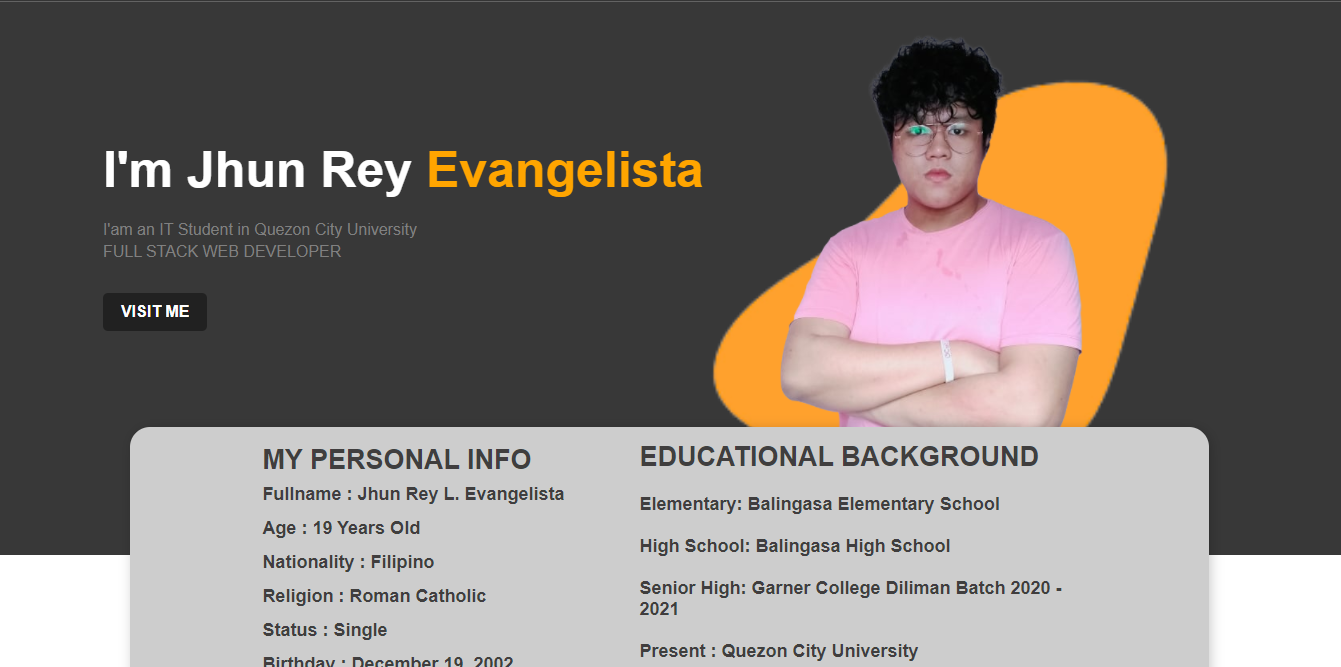 I'm Jhun Rey Evangelista
I'am an IT Student in Quezon City University
FULL STACK WEB DEVELOPER
VISIT ME
MY PERSONAL INFO
Fullname : Jhun Rey L. Evangelista
Age : 19 Years Old
Nationality : Filipino
Religion : Roman Catholic
Status : Single
Birthday : December 19, 2002
EDUCATIONAL BACKGROUND
Elementary: Balingasa Elementary School
High School: Balingasa High School
Senior High: Garner College Diliman Batch 2020 -
2021
Present : Quezon City University